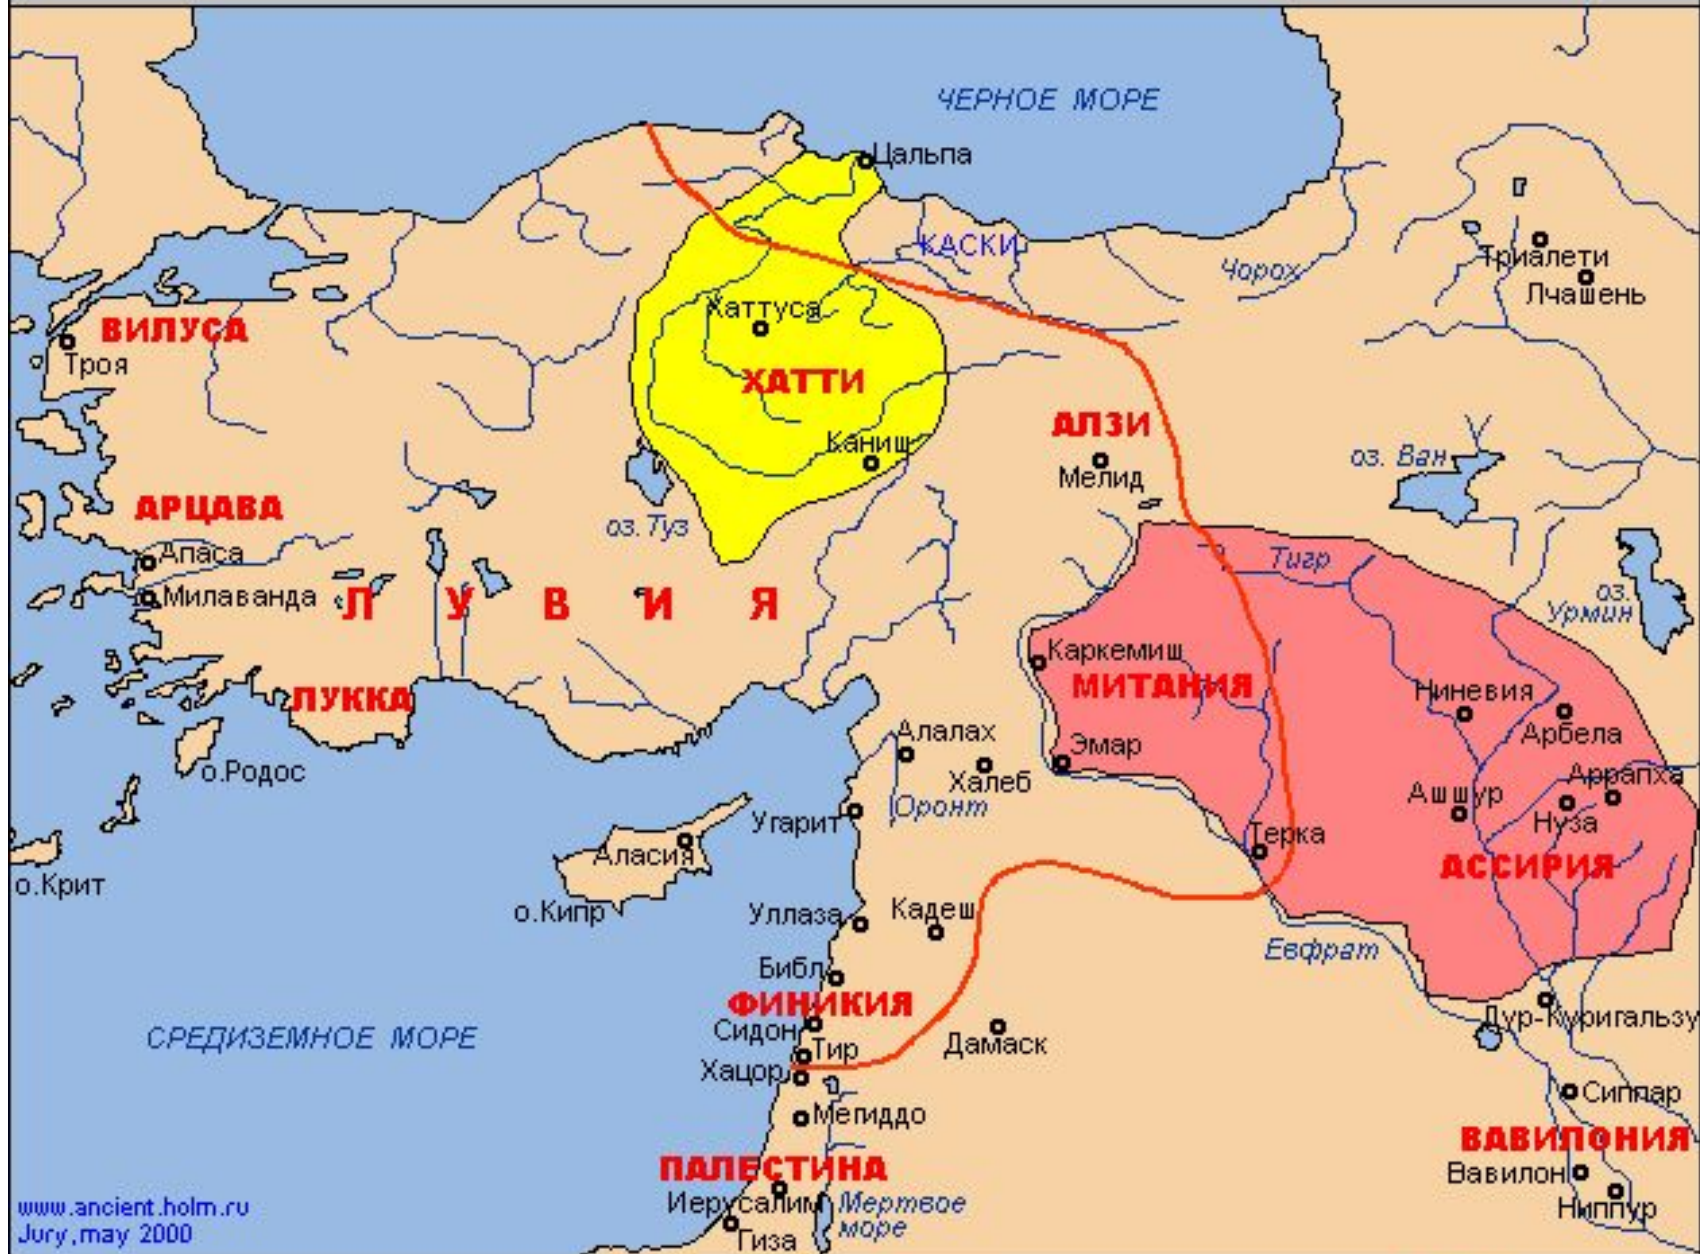 ЧЕРНОЕ МОРЕ
Цальпа
КАСКИ
Чорох
Триалети
Лчашень
Хаттуса
ВИЛУСА
Троя
ХАТТИ
Каниш
АЛЗИ
Мелид
оз. Ван
АРЦАВА
оз. Туз
Апаса
Милаванда
ЛУВИЯ
Тигр
оз.
Урмин
Каркемиш
МИТАНИЯ
Ниневия
ЛУККА
Арбела
Алалах
Эмар
о.Родос
Халеб
Аррапха
Оронт
Ашшур
Угарит
Нуза
Терка
Аласия
АССИРИЯ
о.Крит
о.Кипр
Уллаза
Кадеш
Евфрат
Библ
ФИНИКИЯ
Сидон
Дур-Куригальзу
СРЕДИЗЕМНОЕ МОРЕ
Тир
Дамаск
Хацор
Сиппар
Мегиддо
ВАВИЛОНИЯ
ПАЛЕСТИНА
Вавилон
Иерусалим
Мертвое
море
Ниппур
Гиза
www.ancient.holm.ru
Jury,may 2000